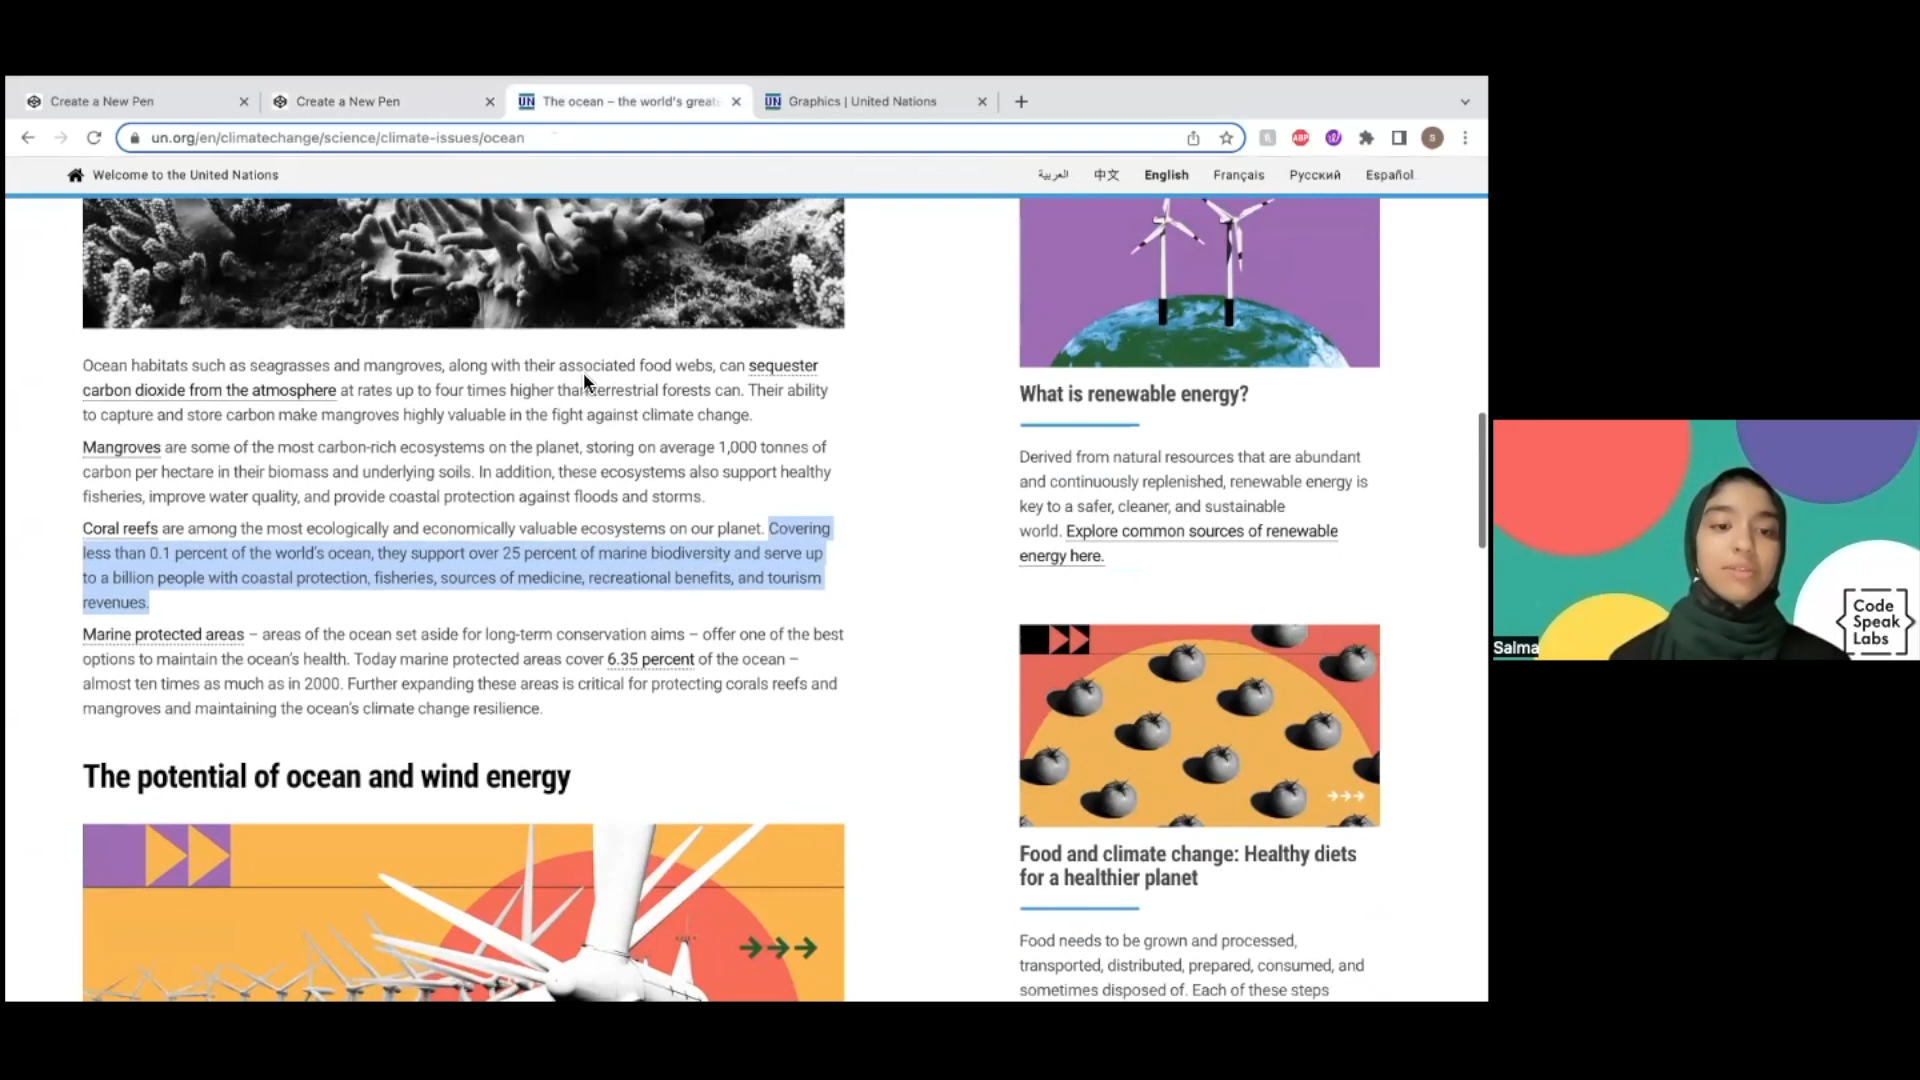 Create a New Pen
Create a New Pen
The ocean – the world's great
Graphics | United Nations
un.org/en/climatechange/science/climate-issues/ocean
ABP
S
Welcome to the United Nations
العربية
中文
English
Français
Русский
Español
Ocean habitats such as seagrasses and mangroves, along with their associated food webs, can sequester
carbon dioxide from the atmosphere at rates up to four times higher than terrestrial forests can. Their ability
to capture and store carbon make mangroves highly valuable in the fight against climate change.
Mangroves are some of the most carbon-rich ecosystems on the planet, storing on average 1,000 tonnes of
carbon per hectare in their biomass and underlying soils. In addition, these ecosystems also support healthy
fisheries, improve water quality, and provide coastal protection against floods and storms.
Coral reefs are among the most ecologically and economically valuable ecosystems on our planet. Covering
less than 0.1 percent of the world's ocean, they support over 25 percent of marine biodiversity and serve up
to a billion people with coastal protection, fisheries, sources of medicine, recreational benefits, and tourism
revenues.
Marine protected areas – areas of the ocean set aside for long-term conservation aims – offer one of the best
options to maintain the ocean's health. Today marine protected areas cover 6.35 percent of the ocean –
almost ten times as much as in 2000. Further expanding these areas is critical for protecting corals reefs and
mangroves and maintaining the ocean's climate change resilience.
The potential of ocean and wind energy
What is renewable energy?
Derived from natural resources that are abundant
and continuously replenished, renewable energy is
key to a safer, cleaner, and sustainable
world. Explore common sources of renewable
energy here.
Food and climate change: Healthy diets
for a healthier planet
Food needs to be grown and processed,
transported, distributed, prepared, consumed, and
sometimes disposed of. Each of these steps
Salma
Code
Speak
Labs